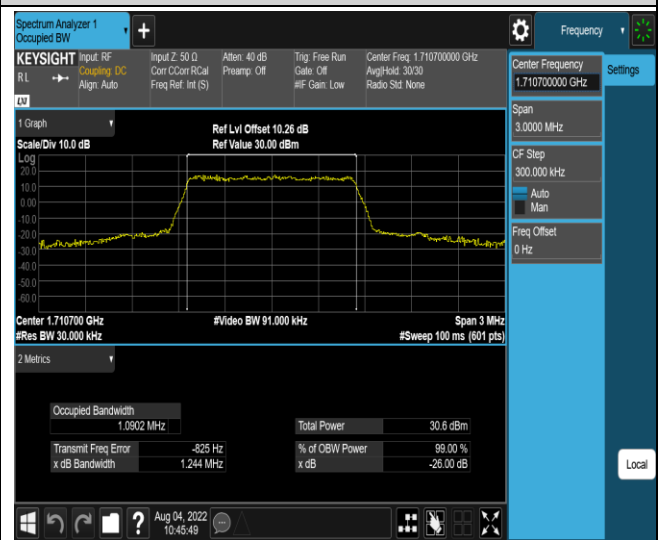 Spectrum Analyzer 1
Occupied BW
+
Frequency
KEYSIGHT
RL
Input: RF
Coupling: DC
Align: Auto
Input Z: 50 Ω
Corr CCorr RCal
Freq Ref: Int (S)
Atten: 40 dB
Preamp: Off
Trig: Free Run
Gate: Off
#IF Gain: Low
Center Freq: 1.710700000 GHz
Avg|Hold: 30/30
Radio Std: None
LXI
1 Graph
Scale/Div 10.0 dB
Ref Lvl Offset 10.26 dB
Ref Value 30.00 dBm
Log
20.0
10.0
0.00
-10.0
-20.0
-30.0
-40.0
-50.0
-60.0
Center 1.710700 GHz
#Res BW 30.000 kHz
#Video BW 91.000 kHz
Span 3 MHz
#Sweep 100 ms (601 pts)
2 Metrics
Occupied Bandwidth
1.0902 MHz
Total Power 30.6 dBm
Transmit Freq Error -825 Hz
% of OBW Power 99.00 %
x dB Bandwidth 1.244 MHz
x dB -26.00 dB
Center Frequency
1.710700000 GHz
Settings
Span
3.0000 MHz
CF Step
300.000 kHz
Auto
Man
Freq Offset
0 Hz
Local
?
Aug 04, 2022
10:45:49